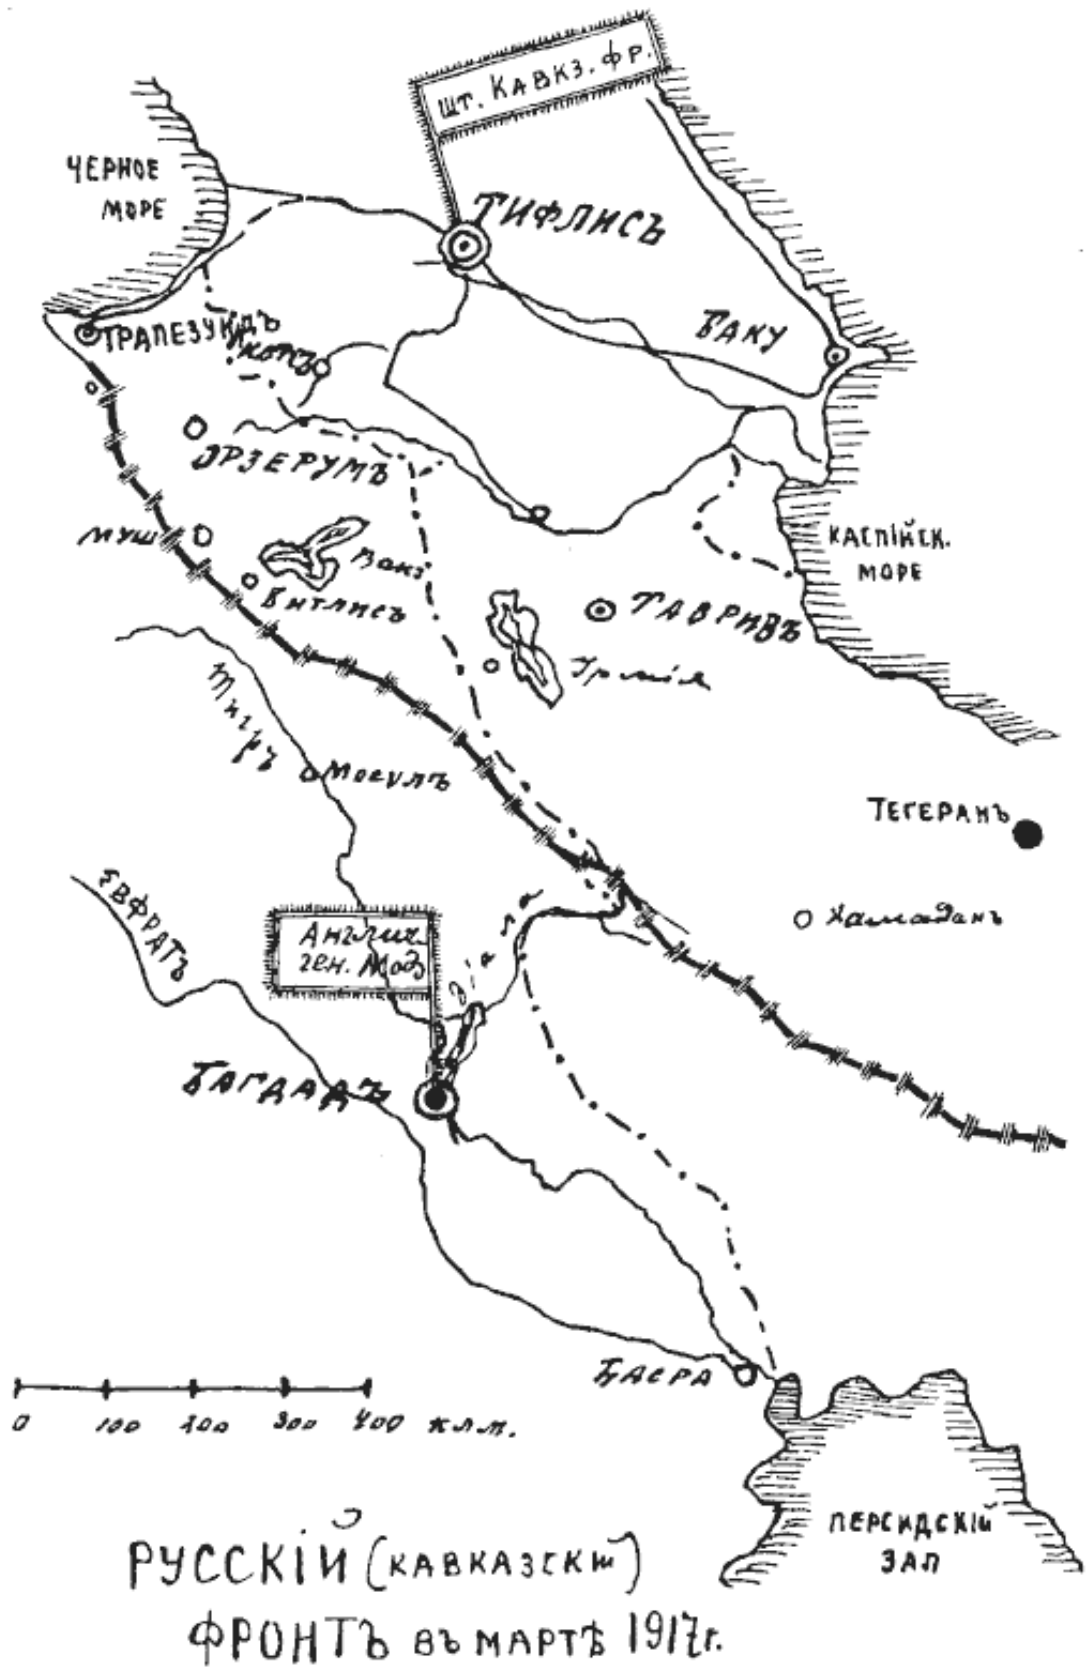 шт. Кавкз. фр.
ЧЕРНОЕ
МОРЕ
ТИФЛИСЪ
ТРАПЕЗУНДЪ
БАКУ
ЭРЗЕРУМЪ
КАСПІЙСК.
МОРЕ
МУШ
Ванъ
Битлисъ
ТАВРИЗЪ
Урмія
Тигръ
Мосулъ
ТЕГЕРАНЪ
ЕВФРАТЪ
Хамаданъ
Англич.
ген. Мод
Діала
БАГДАДЪ
БАСРА
0 100 200 300 400 клм.
ПЕРСИДСКІЙ
ЗАЛ
РУССКІЙ (КАВКАЗСКІЙ)
ФРОНТЪ ВЪ МАРТѢ 1917г.